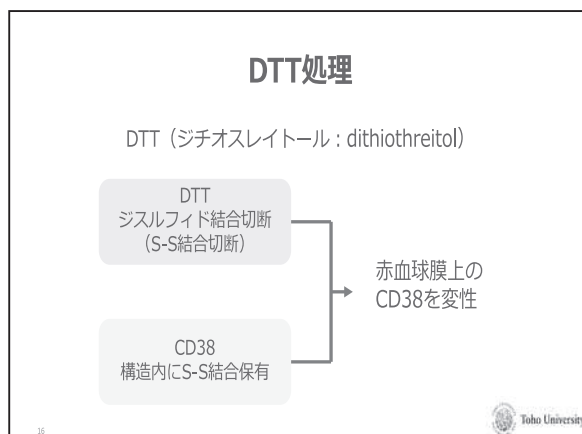 DTT処理
DTT（ジチオスレイトール：dithiothreitol）
DTT
ジスルフィド結合切断
（S-S結合切断）
赤血球膜上の
CD38を変性
CD38
構造内にS-S結合保有
16
Toho University